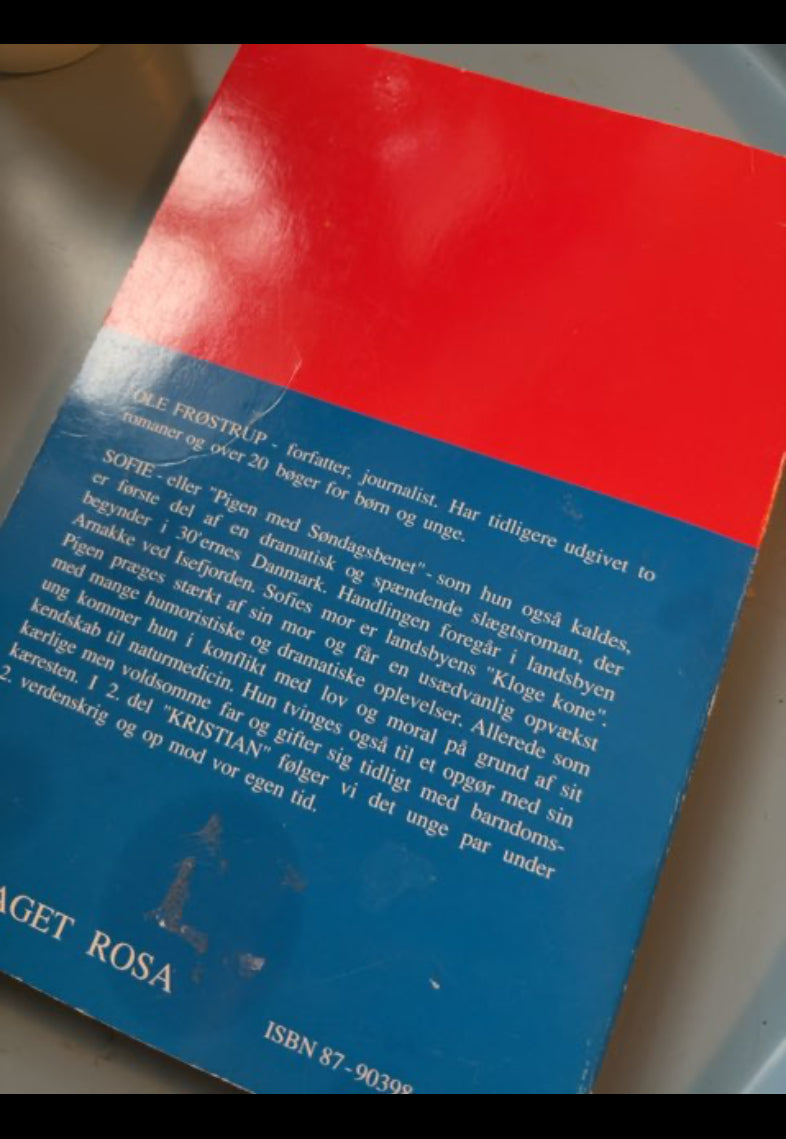 OLE FRØSTRUP - forfatter, journalist. Har tidligere udgivet to
romaner og over 20 bøger for børn og unge.
SOFIE - eller "Pigen med Søndagsbenet" - som hun også kaldes,
er første del af en dramatisk og spændende slægtsroman, der
begynder i 30'ernes Danmark. Handlingen foregår i landsbyen
Arnakke ved Isefjorden. Sofies mor er landsbyens "Kloge kone".
Pigen præges stærkt af sin mor og får en usædvanlig opvækst
med mange humoristiske og dramatiske oplevelser. Allerede som
ung kommer hun i konflikt med lov og moral på grund af sit
kendskab til naturmedicin. Hun tvinges også til et opgør med sin
kærlige men voldsomme far og gifter sig tidligt med barndoms-
kæresten. I 2. del "KRISTIAN" følger vi det unge par under
2. verdenskrig og op mod vor egen tid.
AGET ROSA
ISBN 87-90398